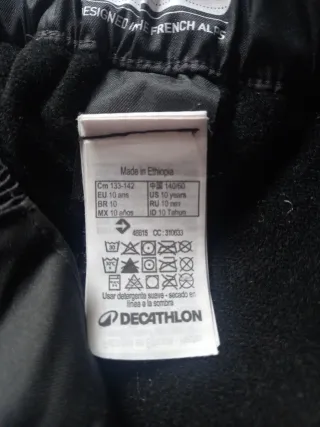 DESIGNED IN THE FRENCH ALPS
Made in Ethiopia
Cm 133-142 中国 140/60
EU 10 ans US 10 years
BR 10 RU 10 лет
MX 10 años ID 10 Tahun
CC: 310033
Usar detergente suave - secado en
línea a la sombra
DECATHLON